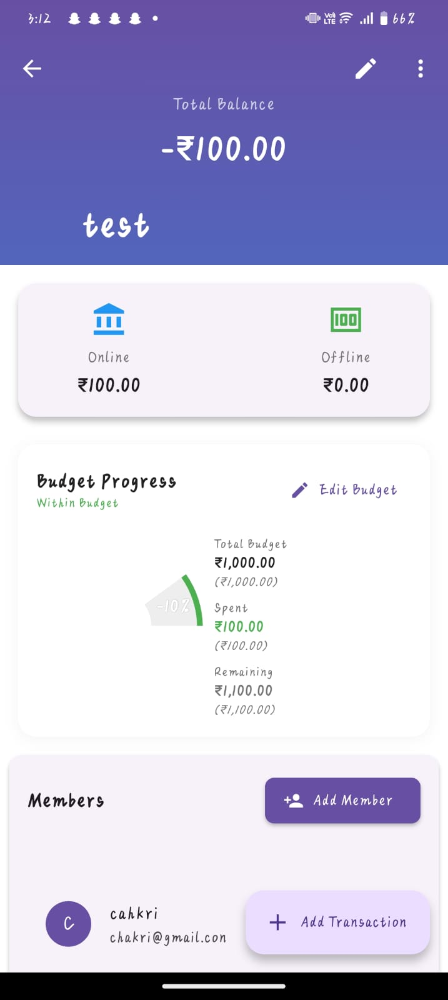 3:12
Vo)) LTE
66%
Total Balance
-₹100.00
test
100
Online
Offline
₹100.00
₹0.00
Budget Progress
Within Budget
Edit Budget
Total Budget
₹1,000.00
(₹1,000.00)
-10%
Spent
₹100.00
(₹100.00)
Remaining
₹1,100.00
(₹1,100.00)
Members
Add Member
C
cahkri
chakri@gmail.con
Add Transaction